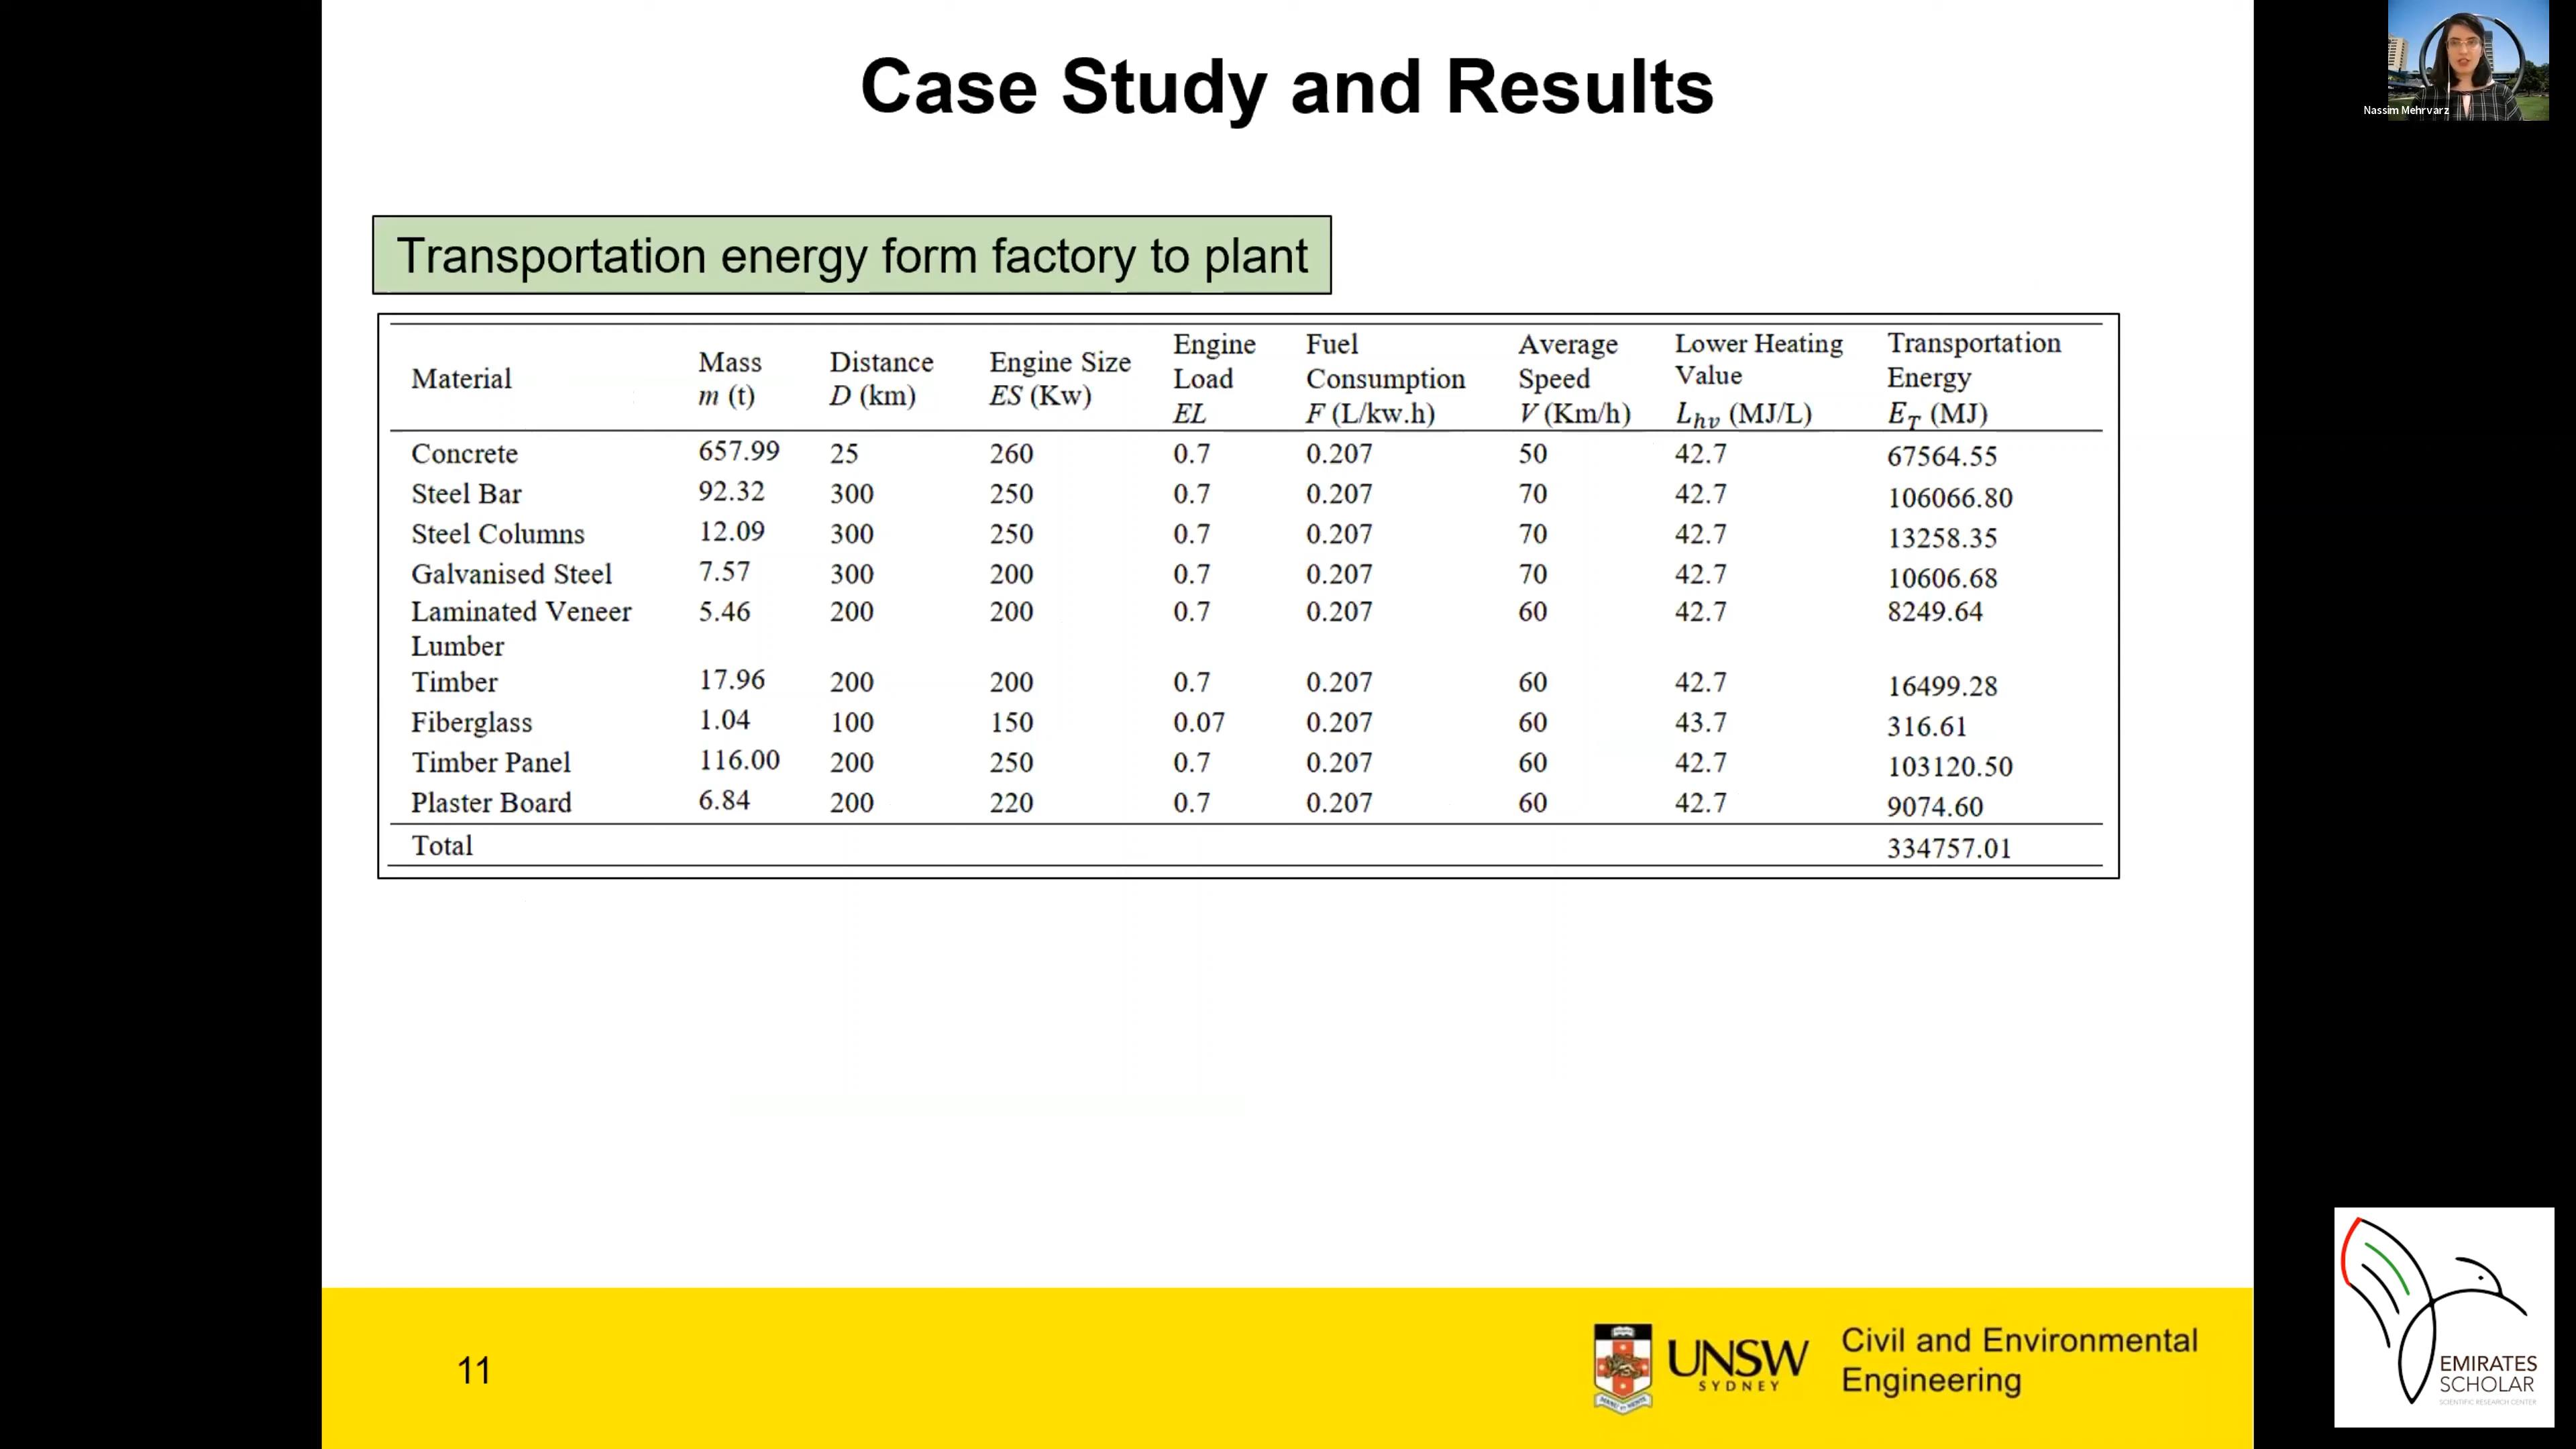 Case Study and Results
Nassim Mehrvarz
Transportation energy form factory to plant
Material Mass m (t) Distance D (km) Engine Size ES (Kw) Engine Load EL Fuel Consumption F (L/kw.h) Average Speed V (Km/h) Lower Heating Value Lhv (MJ/L) Transportation Energy ET (MJ)
Concrete 657.99 25 260 0.7 0.207 50 42.7 67564.55
Steel Bar 92.32 300 250 0.7 0.207 70 42.7 106066.80
Steel Columns 12.09 300 250 0.7 0.207 70 42.7 13258.35
Galvanised Steel 7.57 300 200 0.7 0.207 70 42.7 10606.68
Laminated Veneer Lumber 5.46 200 200 0.7 0.207 60 42.7 8249.64
Timber 17.96 200 200 0.7 0.207 60 42.7 16499.28
Fiberglass 1.04 100 150 0.07 0.207 60 43.7 316.61
Timber Panel 116.00 200 250 0.7 0.207 60 42.7 103120.50
Plaster Board 6.84 200 220 0.7 0.207 60 42.7 9074.60
Total 334757.01
11
UNSW
SYDNEY
Civil and Environmental
Engineering
EMIRATES
SCHOLAR
SCIENTIFIC RESEARCH CENTER